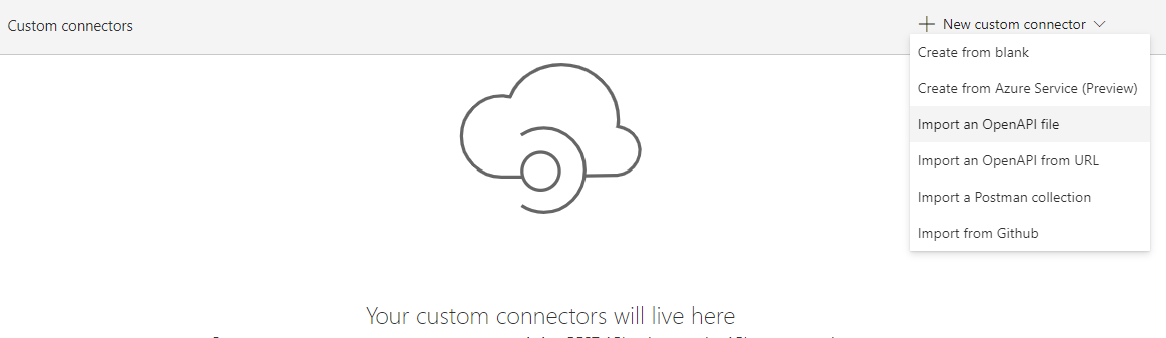 Custom connectors
New custom connector
Create from blank
Create from Azure Service (Preview)
Import an OpenAPI file
Import an OpenAPI from URL
Import a Postman collection
Import from Github
Your custom connectors will live here